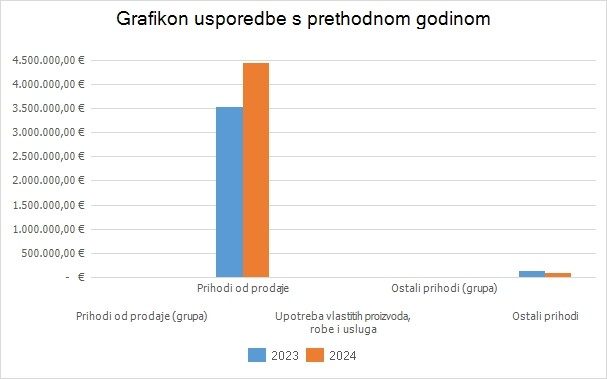 Grafikon usporedbe s prethodnom godinom
4.500.000,00 €
4.000.000,00 €
3.500.000,00 €
3.000.000,00 €
2.500.000,00 €
2.000.000,00 €
1.500.000,00 €
1.000.000,00 €
500.000,00 €
- €
Prihodi od prodaje
Ostali prihodi (grupa)
Prihodi od prodaje (grupa)
Upotreba vlastitih proizvoda,
robe i usluga
Ostali prihodi
2023
2024